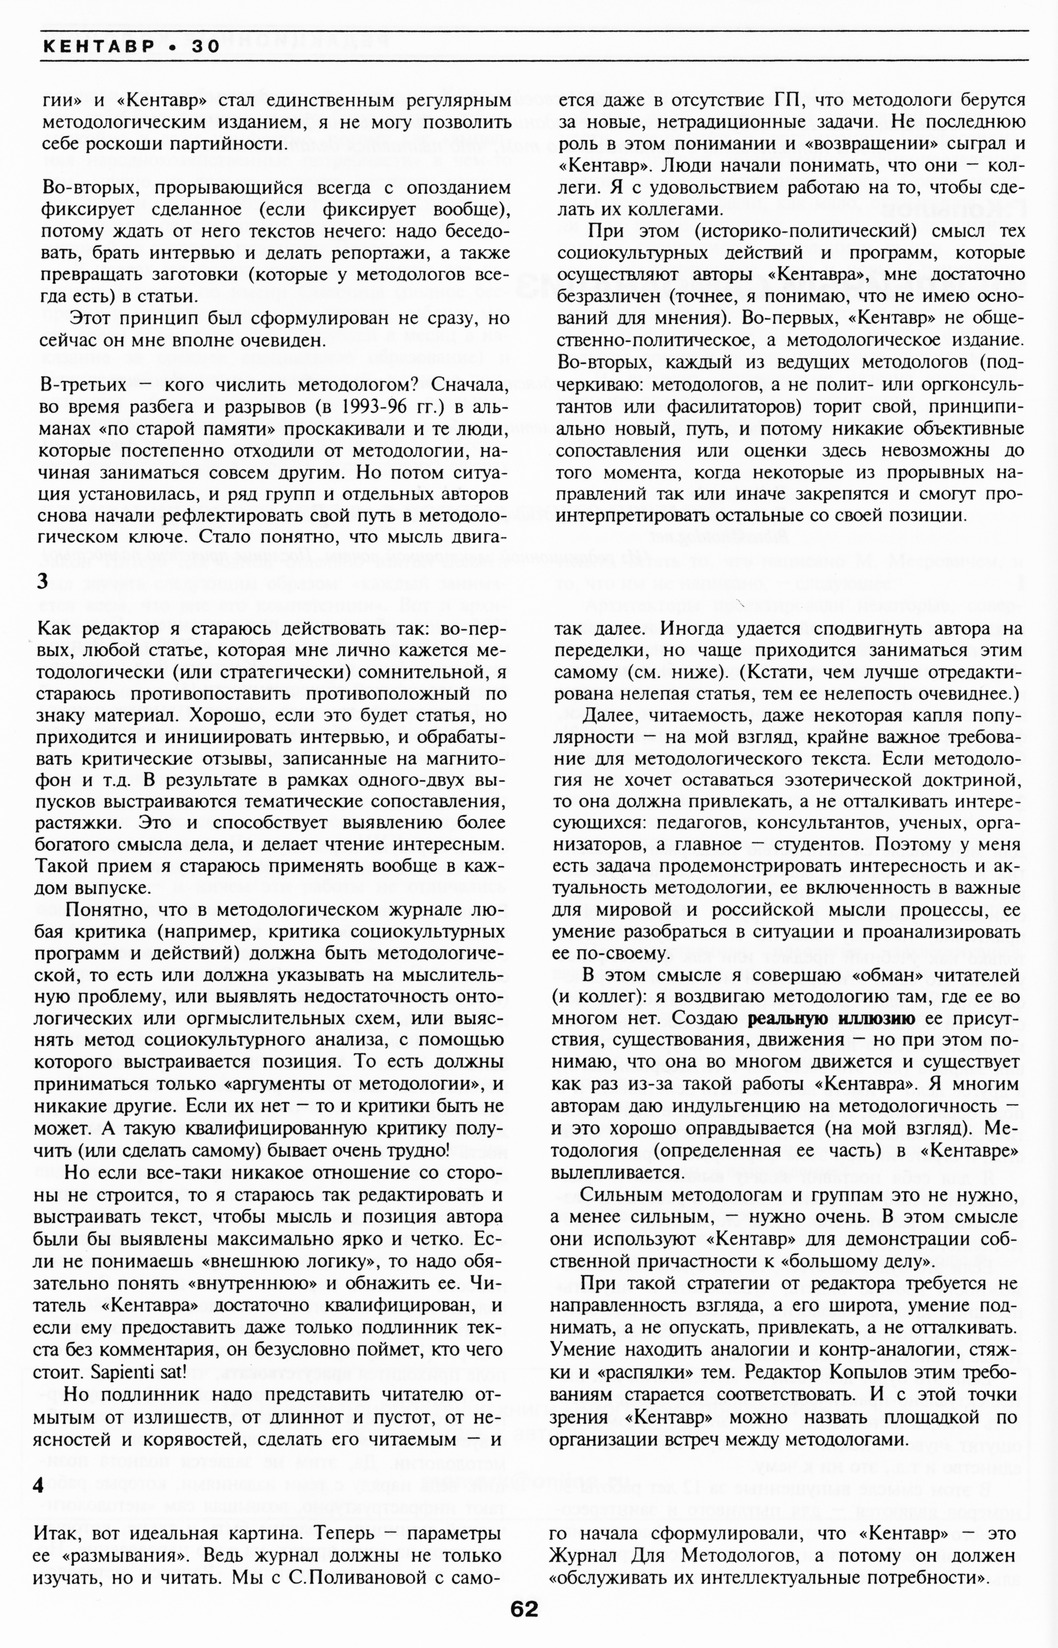 КЕНТАВР • 30
гии» и «Кентавр» стал единственным регулярным
методологическим изданием, я не могу позволить
себе роскоши партийности.
Во-вторых, прорывающийся всегда с опозданием
фиксирует сделанное (если фиксирует вообще),
потому ждать от него текстов нечего: надо беседо-
вать, брать интервью и делать репортажи, а также
превращать заготовки (которые у методологов все-
гда есть) в статьи.
Этот принцип был сформулирован не сразу, но
сейчас он мне вполне очевиден.
В-третьих — кого числить методологом? Сначала,
во время разбега и разрывов (в 1993-96 гг.) в аль-
манах «по старой памяти» проскакивали и те люди,
которые постепенно отходили от методологии, на-
чиная заниматься совсем другим. Но потом ситуа-
ция установилась, и ряд групп и отдельных авторов
снова начали рефлектировать свой путь в методоло-
гическом ключе. Стало понятно, что мысль двига-
ется даже в отсутствие ГП, что методологи берутся
за новые, нетрадиционные задачи. Не последнюю
роль в этом понимании и «возвращении» сыграл и
«Кентавр». Люди начали понимать, что они — кол-
леги. Я с удовольствием работаю на то, чтобы сде-
лать их коллегами.
При этом (историко-политический) смысл тех
социокультурных действий и программ, которые
осуществляют авторы «Кентавра», мне достаточно
безразличен (точнее, я понимаю, что не имею осно-
ваний для мнения). Во-первых, «Кентавр» не обще-
ственно-политическое, а методологическое издание.
Во-вторых, каждый из ведущих методологов (под-
черкиваю: методологов, а не полит- или оргконсуль-
тантов или фасилитаторов) торит свой, принципи-
ально новый, путь, и потому никакие объективные
сопоставления или оценки здесь невозможны до
того момента, когда некоторые из прорывных на-
правлений так или иначе закрепятся и смогут про-
интерпретировать остальные со своей позиции.
3
Как редактор я стараюсь действовать так: во-пер-
вых, любой статье, которая мне лично кажется ме-
тодологически (или стратегически) сомнительной, я
стараюсь противопоставить противоположный по
знаку материал. Хорошо, если это будет статья, но
приходится и инициировать интервью, и обрабаты-
вать критические отзывы, записанные на магнито-
фон и т.д. В результате в рамках одного-двух вы-
пусков выстраиваются тематические сопоставления,
растяжки. Это и способствует выявлению более
богатого смысла дела, и делает чтение интересным.
Такой прием я стараюсь применять вообще в каж-
дом выпуске.
Понятно, что в методологическом журнале лю-
бая критика (например, критика социокультурных
программ и действий) должна быть методологиче-
ской, то есть или должна указывать на мыслитель-
ную проблему, или выявлять недостаточность онто-
логических или оргмыслительных схем, или выяс-
нять метод социокультурного анализа, с помощью
которого выстраивается позиция. То есть должны
приниматься только «аргументы от методологии», и
никакие другие. Если их нет — то и критики быть не
может. А такую квалифицированную критику полу-
чить (или сделать самому) бывает очень трудно!
Но если все-таки никакое отношение со сторо-
ны не строится, то я стараюсь так редактировать и
выстраивать текст, чтобы мысль и позиция автора
были бы выявлены максимально ярко и четко. Ес-
ли не понимаешь «внешнюю логику», то надо обя-
зательно понять «внутреннюю» и обнажить ее. Чи-
татель «Кентавра» достаточно квалифицирован, и
если ему предоставить даже только подлинник тек-
ста без комментария, он безусловно поймет, кто чего
стоит. Sapienti sat!
Но подлинник надо представить читателю от-
мытым от излишеств, от длиннот и пустот, от не-
ясностей и корявостей, сделать его читаемым — и
так далее. Иногда удается сподвигнуть автора на
переделки, но чаще приходится заниматься этим
самому (см. ниже). (Кстати, чем лучше отредакти-
рована нелепая статья, тем ее нелепость очевиднее.)
Далее, читаемость, даже некоторая капля попу-
лярности — на мой взгляд, крайне важное требова-
ние для методологического текста. Если методоло-
гия не хочет оставаться эзотерической доктриной,
то она должна привлекать, а не отталкивать интере-
сующихся: педагогов, консультантов, ученых, орга-
низаторов, а главное — студентов. Поэтому у меня
есть задача продемонстрировать интересность и ак-
туальность методологии, ее включенность в важные
для мировой и российской мысли процессы, ее
умение разобраться в ситуации и проанализировать
ее по-своему.
В этом смысле я совершаю «обман» читателей
(и коллег): я воздвигаю методологию там, где ее во
многом нет. Создаю реальную иллюзию ее присут-
ствия, существования, движения — но при этом по-
нимаю, что она во многом движется и существует
как раз из-за такой работы «Кентавра». Я многим
авторам даю индульгенцию на методологичность —
и это хорошо оправдывается (на мой взгляд). Ме-
тодология (определенная ее часть) в «Кентавре»
вылепливается.
Сильным методологам и группам это не нужно,
а менее сильным, — нужно очень. В этом смысле
они используют «Кентавр» для демонстрации соб-
ственной причастности к «большому делу».
При такой стратегии от редактора требуется не
направленность взгляда, а его широта, умение под-
нимать, а не опускать, привлекать, а не отталкивать.
Умение находить аналогии и контр-аналогии, стяж-
ки и «распялки» тем. Редактор Копылов этим требо-
ваниям старается соответствовать. И с этой точки
зрения «Кентавр» можно назвать площадкой по
организации встреч между методологами.
4
Итак, вот идеальная картина. Теперь — параметры
ее «размывания». Ведь журнал должны не только
изучать, но и читать. Мы с С.Поливановой с само-
го начала сформулировали, что «Кентавр» — это
Журнал Для Методологов, а потому он должен
«обслуживать их интеллектуальные потребности».
62